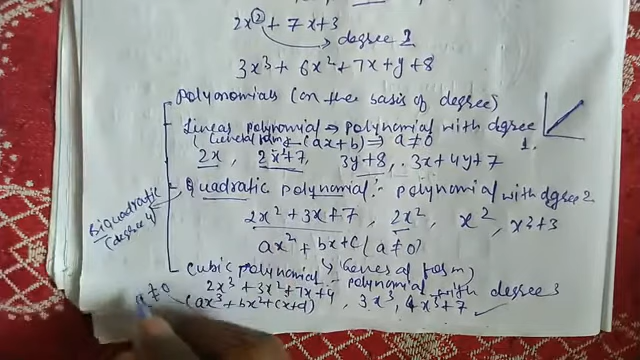 2x² + 7x+3
degree 2
3x³ + 6x² + 7x + y + 8
Polynomials (on the basis of degree)
Linear polynomial → polynomial with degree 1.
(General form - (ax+b) ⇒ a≠0
2x, 2x+7, 3y+8, 3x+4y+7
Quadratic polynomial:- polynomial with dgree 2
Biquadratic
(degree 4)
2x²+3x+7, 2x², x², x²+3
ax² + bx + c (a≠0)
Cubic polynomial:- polynomial with degree 3
(General form)
2x³ + 3x² + 7x + 4
a≠0
(ax³ + bx² + cx + d), 3x³, 4x³+7